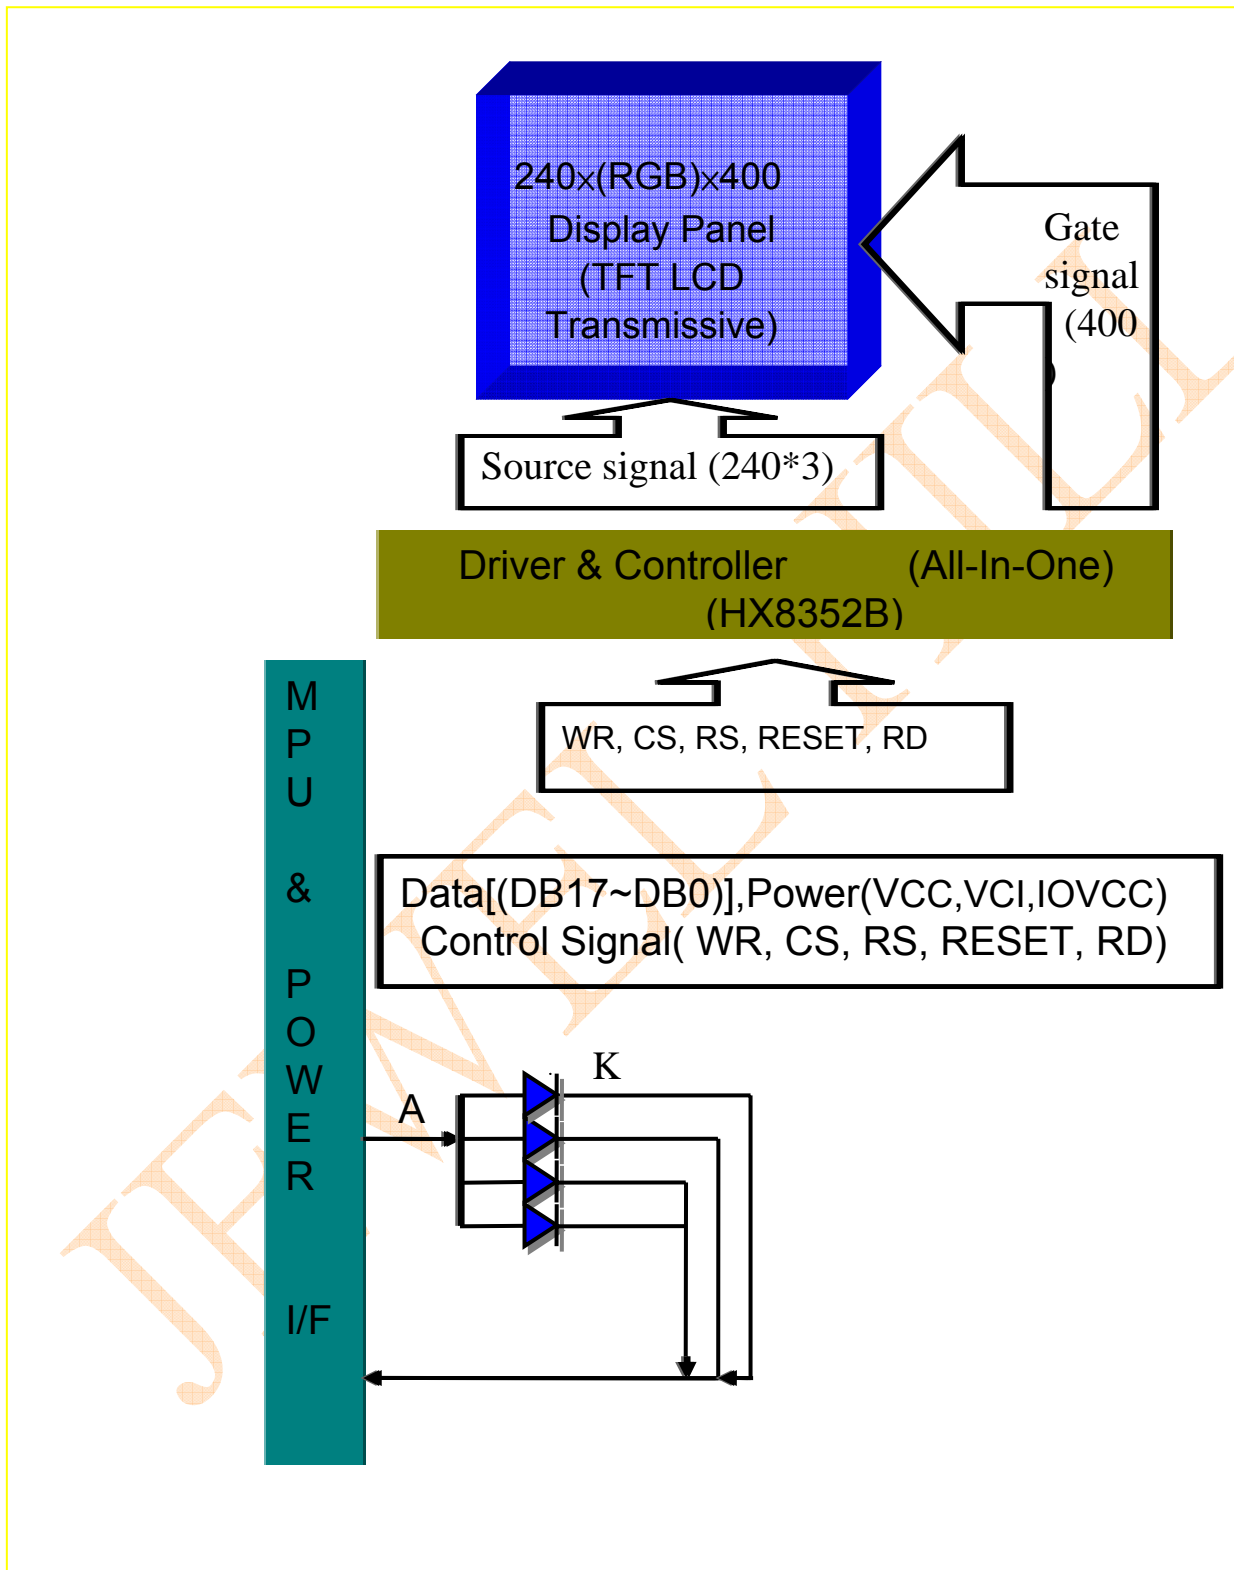 240×(RGB)×400
Display Panel
(TFT LCD
Transmissive)
Gate
signal
(400
)
Source signal (240*3)
Driver & Controller (All-In-One)
(HX8352B)
M
P
U
&
P
O
W
E
R
I/F
WR, CS, RS, RESET, RD
Data[(DB17~DB0)],Power(VCC,VCI,IOVCC)
Control Signal( WR, CS, RS, RESET, RD)
K
A